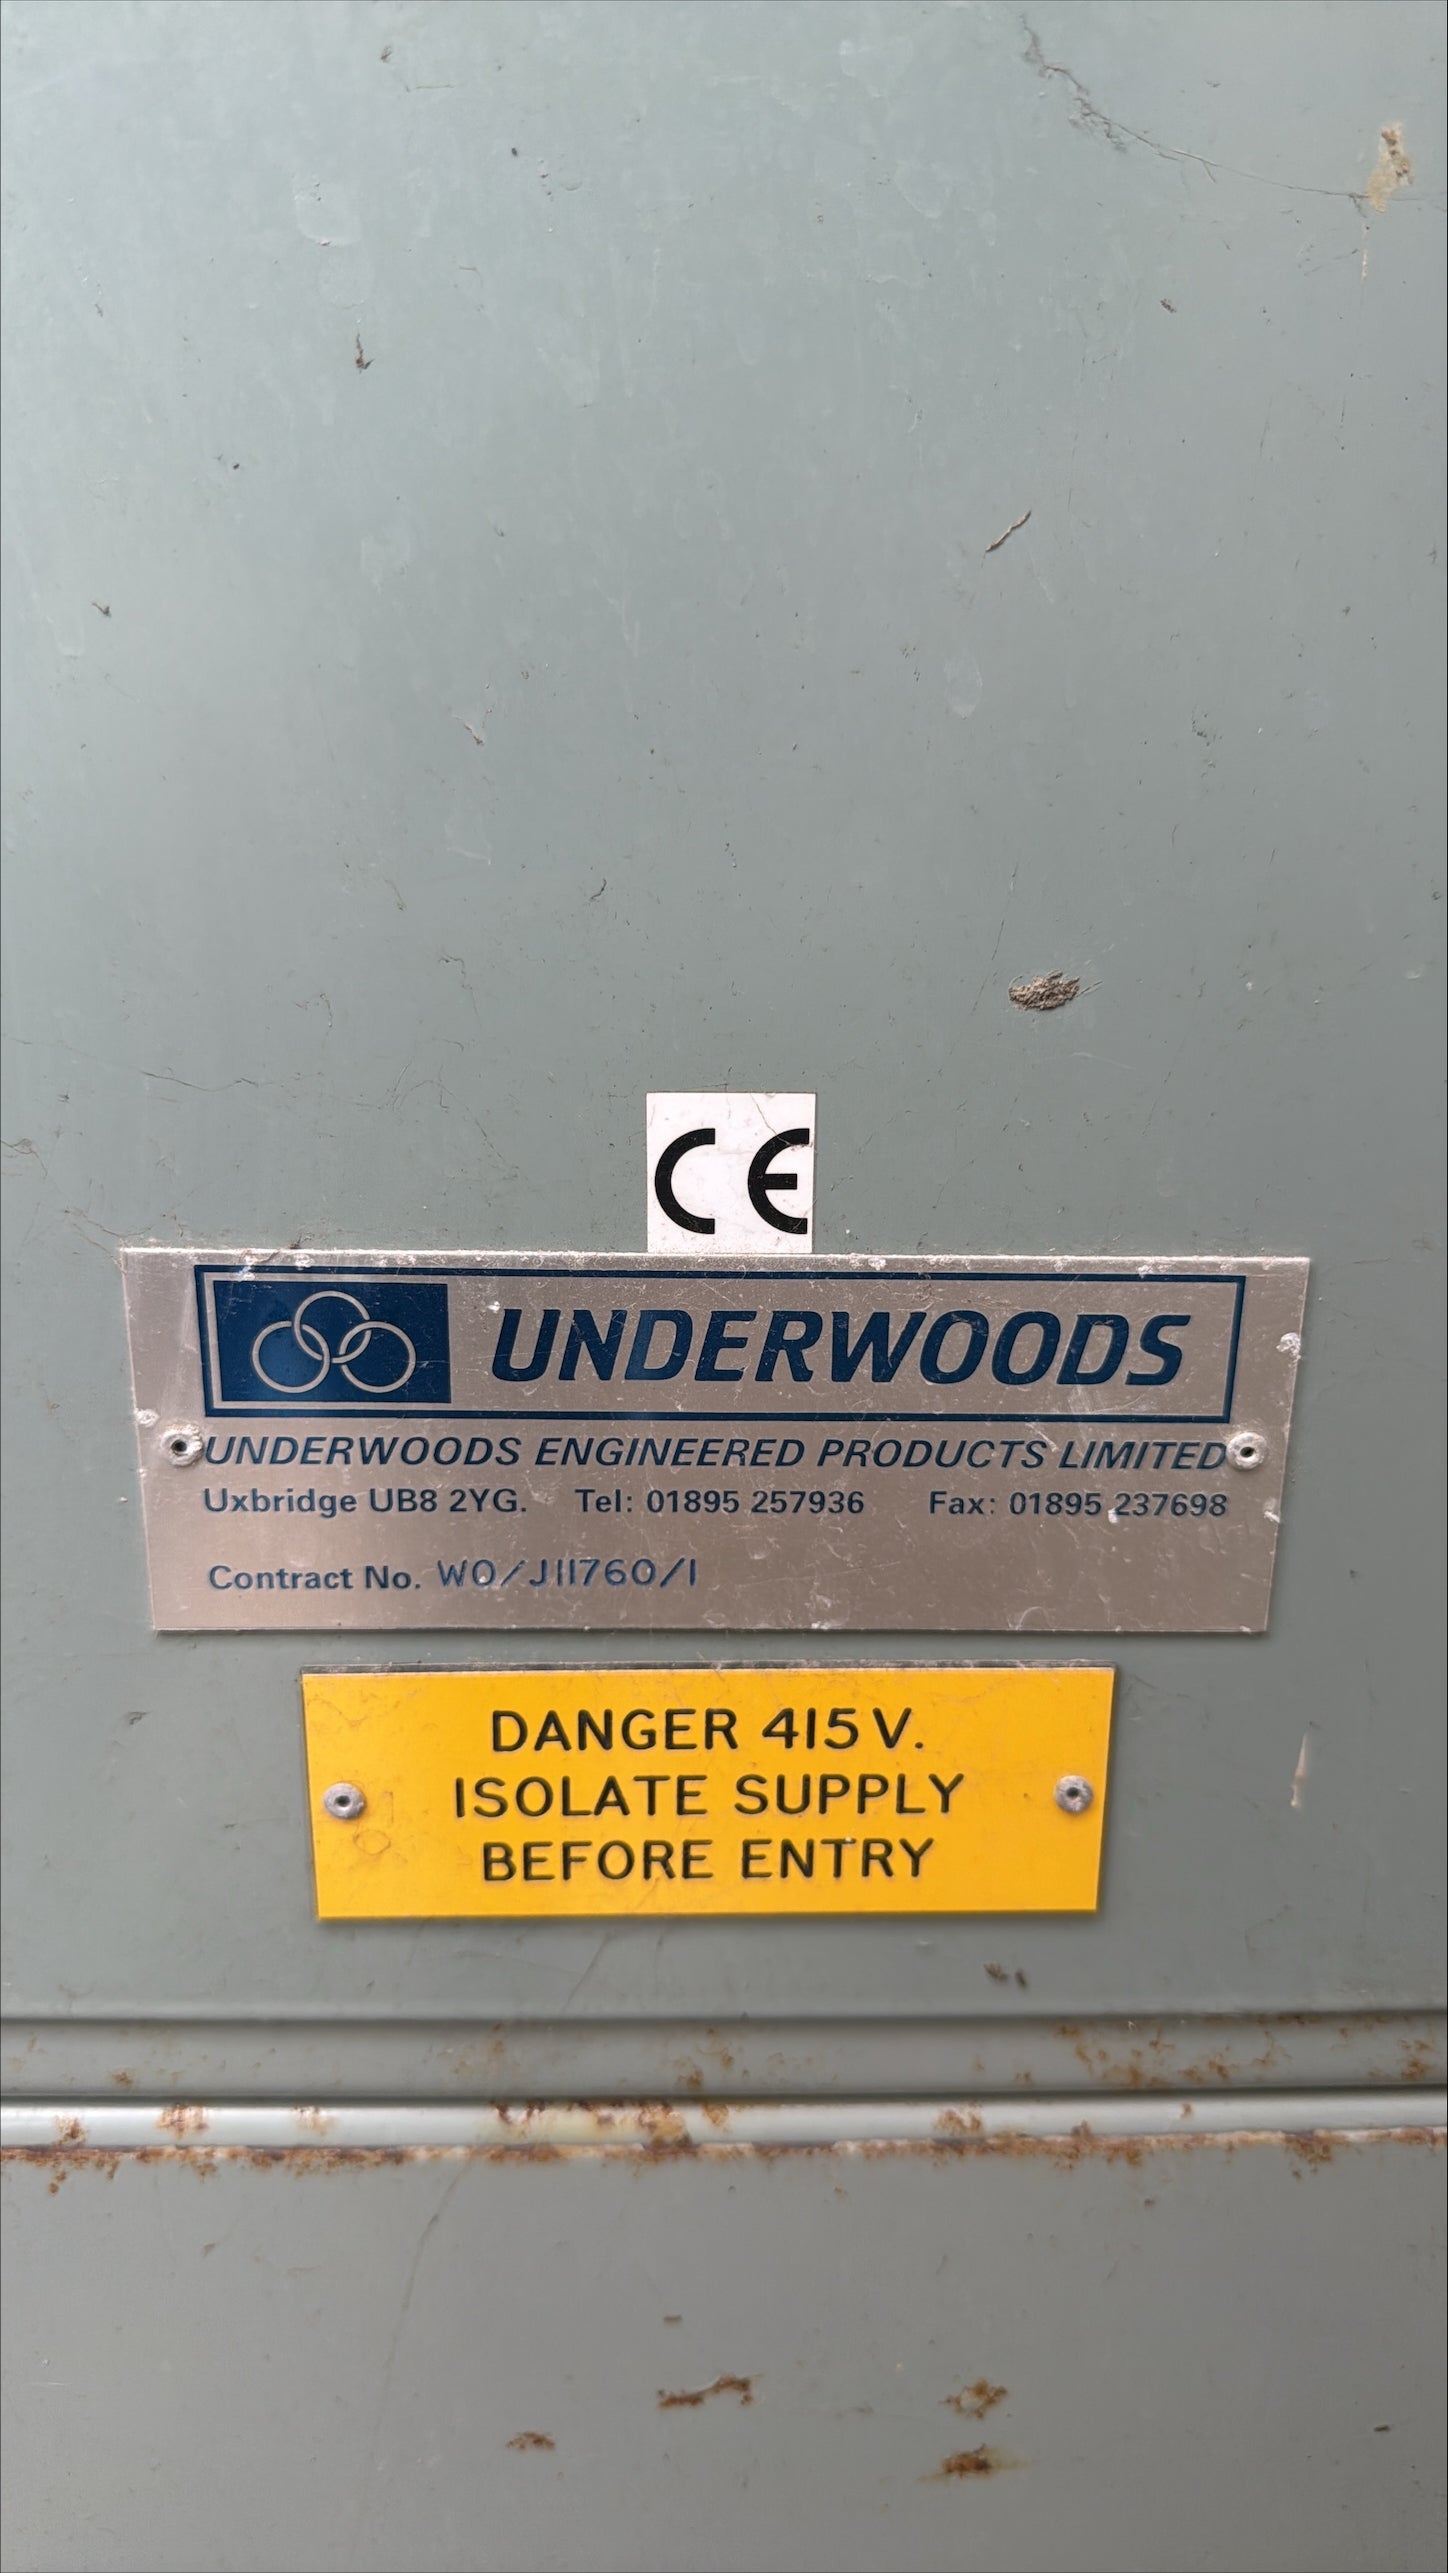 CE
UNDERWOODS
UNDERWOODS ENGINEERED PRODUCTS LIMITED
Uxbridge UB8 2YG. Tel: 01895 257936 Fax: 01895 237698
Contract No. WO/J11760/1
DANGER 415 V.
ISOLATE SUPPLY
BEFORE ENTRY